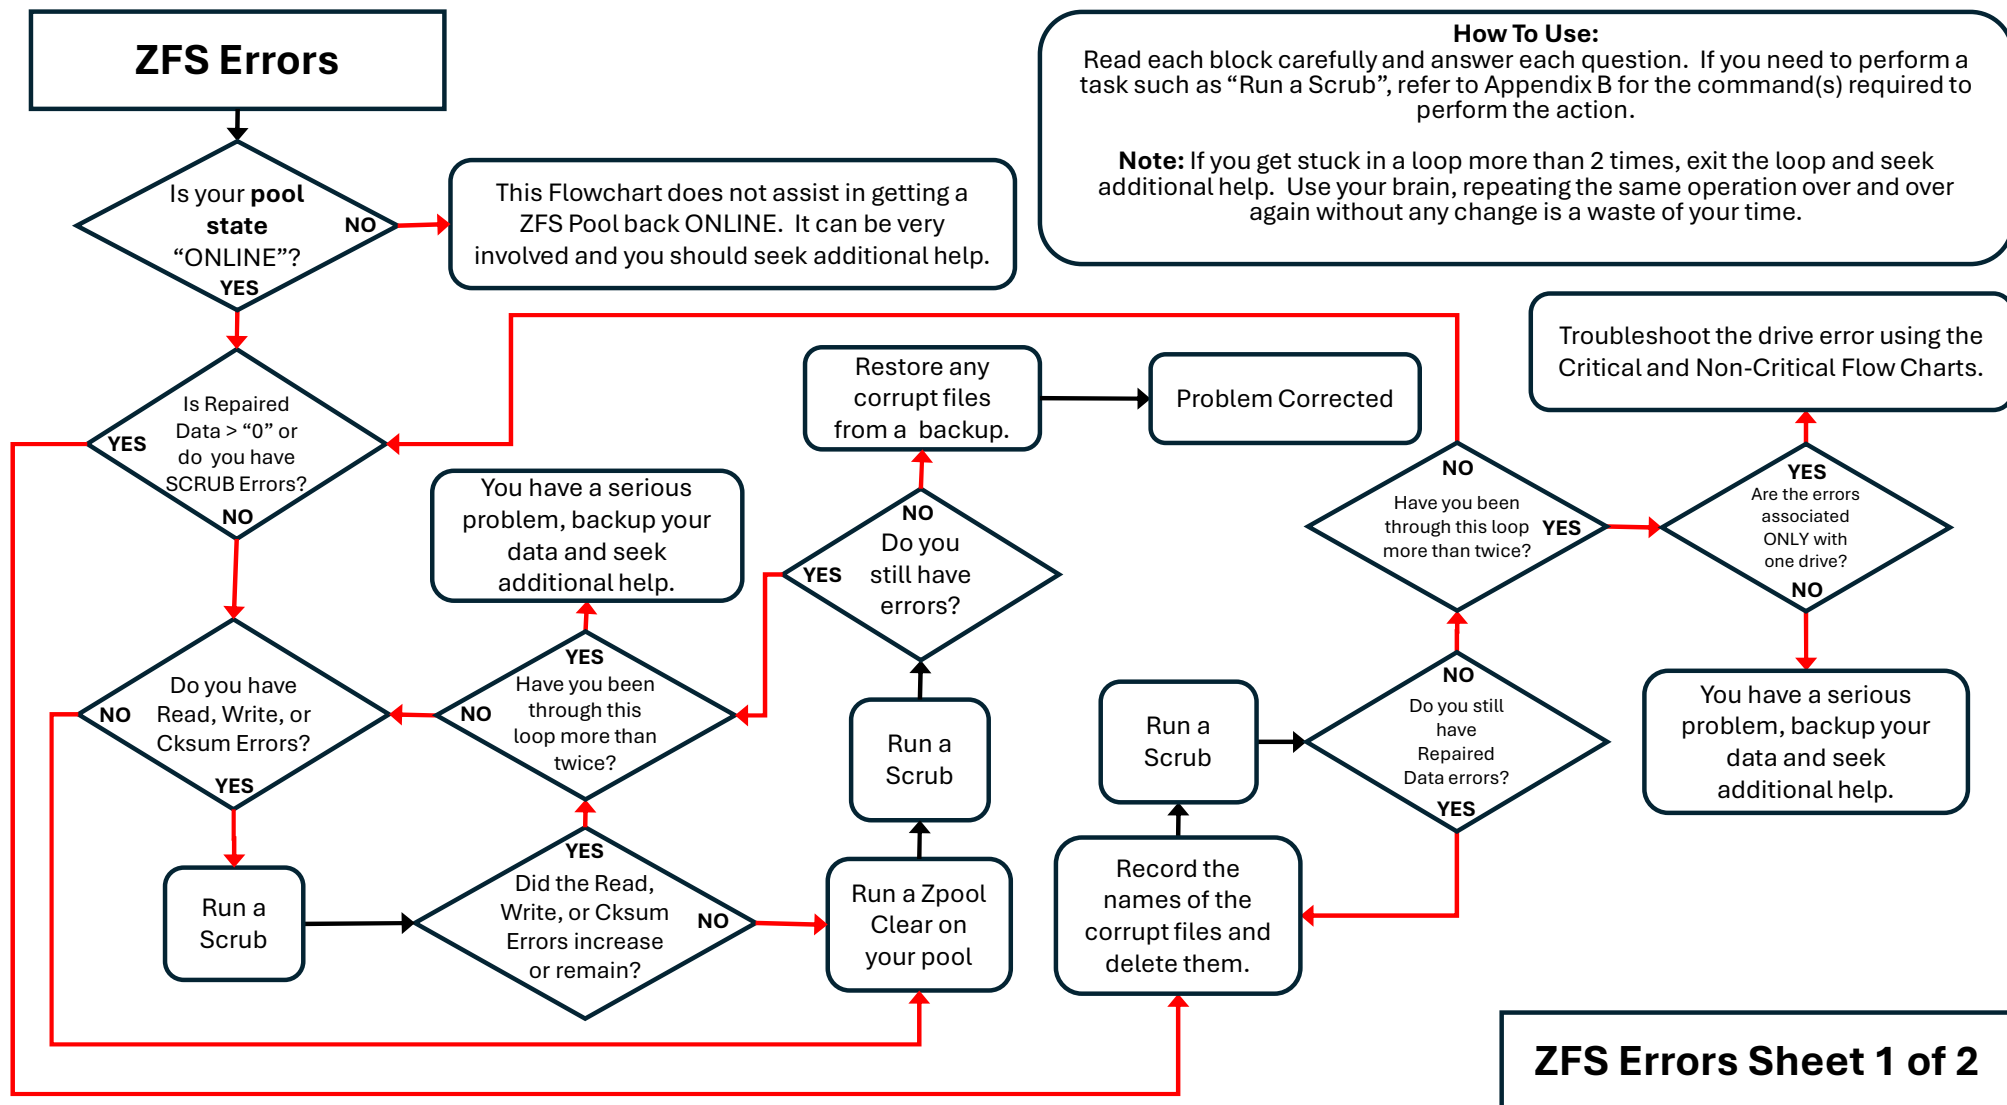 ZFS Errors
How To Use:
Read each block carefully and answer each question.  If you need to perform a
task such as “Run a Scrub”, refer to Appendix B for the command(s) required to
perform the action.
Note: If you get stuck in a loop more than 2 times, exit the loop and seek
additional help.  Use your brain, repeating the same operation over and over
again without any change is a waste of your time.
Is your pool
state
“ONLINE”?
NO
YES
This Flowchart does not assist in getting a
ZFS Pool back ONLINE.  It can be very
involved and you should seek additional help.
Is Repaired
Data > “0” or
do  you have
SCRUB Errors?
YES
NO
Do you have
Read, Write, or
Cksum Errors?
NO
YES
Run a
Scrub
YES
Did the Read,
Write, or Cksum
Errors increase
or remain?
NO
YES
Have you been
through this
loop more than
twice?
NO
You have a serious
problem, backup your
data and seek
additional help.
Run a Zpool
Clear on
your pool
Run a
Scrub
NO
Do you
still have
errors?
YES
Restore any
corrupt files
from a  backup.
Problem Corrected
Record the
names of the
corrupt files and
delete them.
Run a
Scrub
NO
Do you still
have
Repaired
Data errors?
YES
NO
Have you been
through this loop
more than twice?
YES
YES
Are the errors
associated
ONLY with
one drive?
NO
Troubleshoot the drive error using the
Critical and Non-Critical Flow Charts.
You have a serious
problem, backup your
data and seek
additional help.
ZFS Errors Sheet 1 of 2